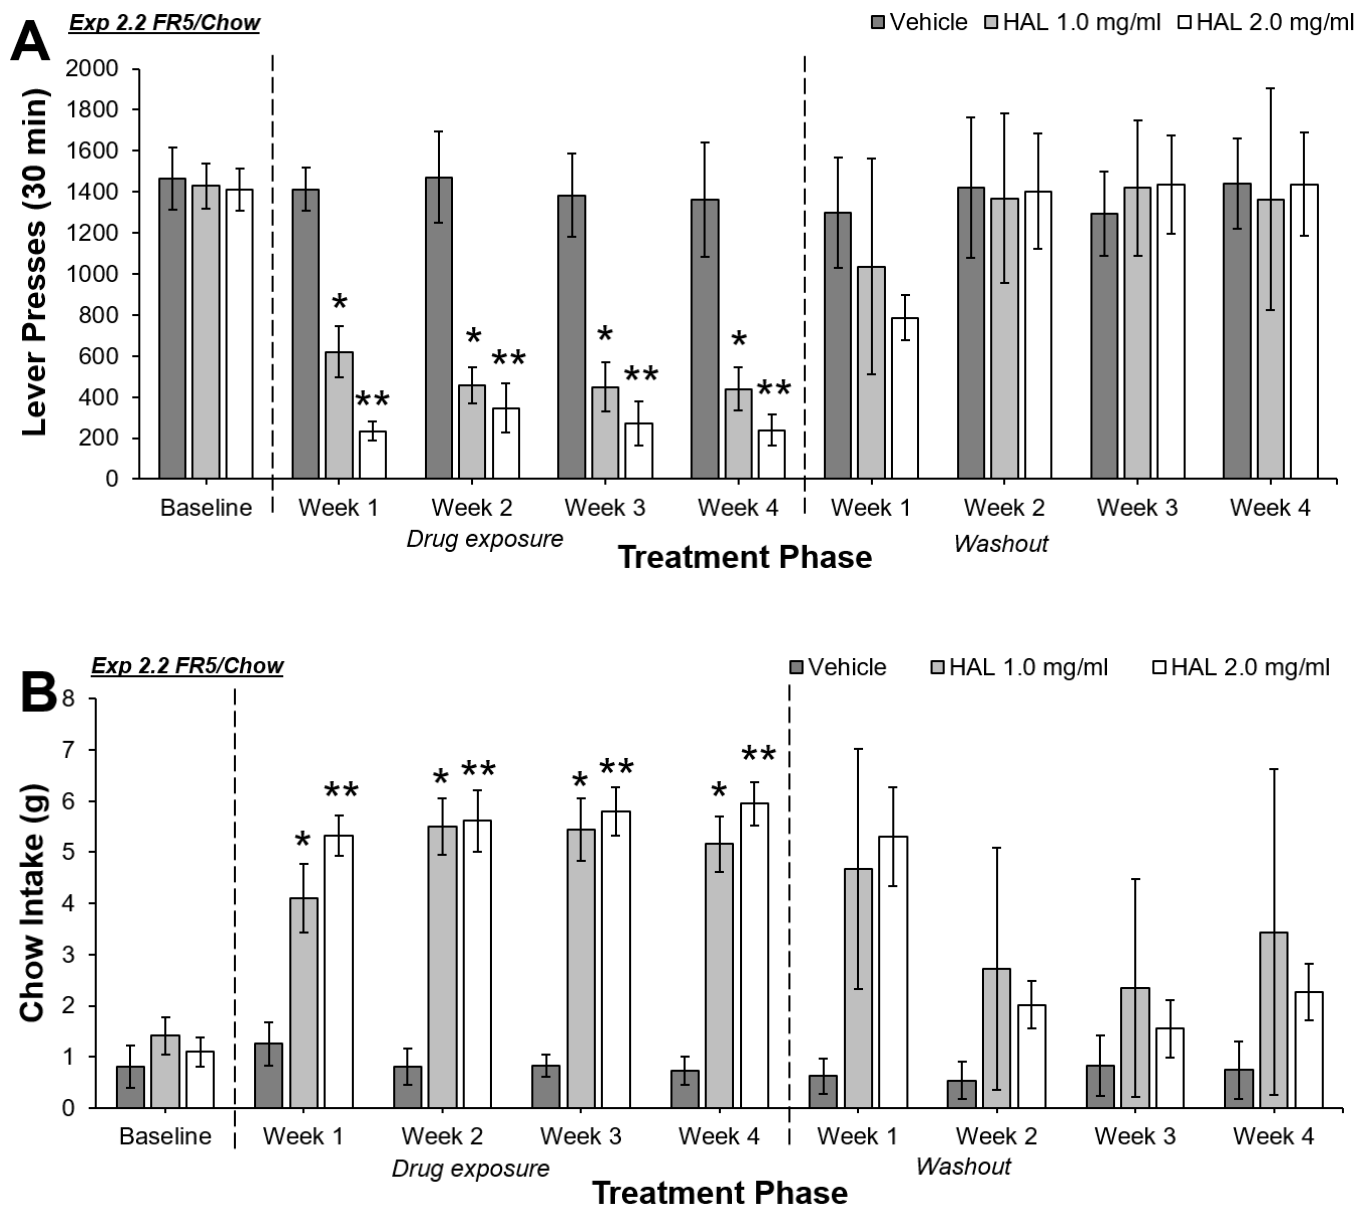 A
Exp 2.2 FR5/Chow
Vehicle HAL 1.0 mg/ml HAL 2.0 mg/ml
Lever Presses (30 min)
2000
1800
1600
1400
1200
1000
800
600
400
200
0
* ** * ** * ** * **
Baseline Week 1 Week 2 Week 3 Week 4 Week 1 Week 2 Week 3 Week 4
Drug exposure Washout
Treatment Phase
B
Exp 2.2 FR5/Chow
Vehicle HAL 1.0 mg/ml HAL 2.0 mg/ml
Chow Intake (g)
8
7
6
5
4
3
2
1
0
* ** * ** * ** * **
Baseline Week 1 Week 2 Week 3 Week 4 Week 1 Week 2 Week 3 Week 4
Drug exposure Washout
Treatment Phase